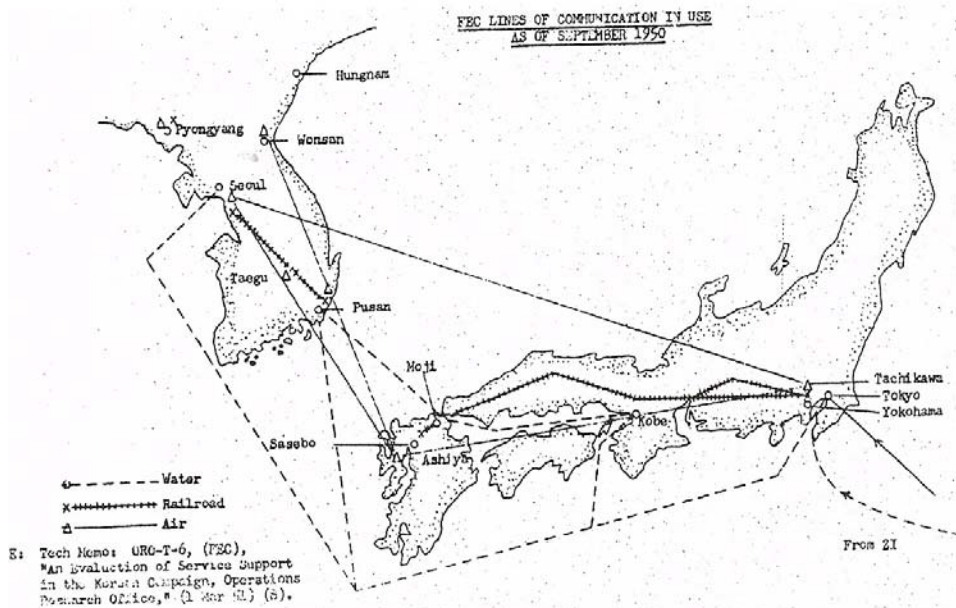 FEC LINES OF COMMUNICATION IN USE
AS OF SEPTEMBER 1950
Hungnam
Pyongyang
Wonsan
Seoul
Taegu
Pusan
Moji
Tachikawa
Tokyo
Yokohama
Kobe
Sasebo
Ashiya
Water
Railroad
Air
From ZI
E: Tech Memo: ORO-T-6, (FEC),
"An Evaluation of Service Support
in the Korean Campaign, Operations
Research Office," (1 Mar 51) (S).